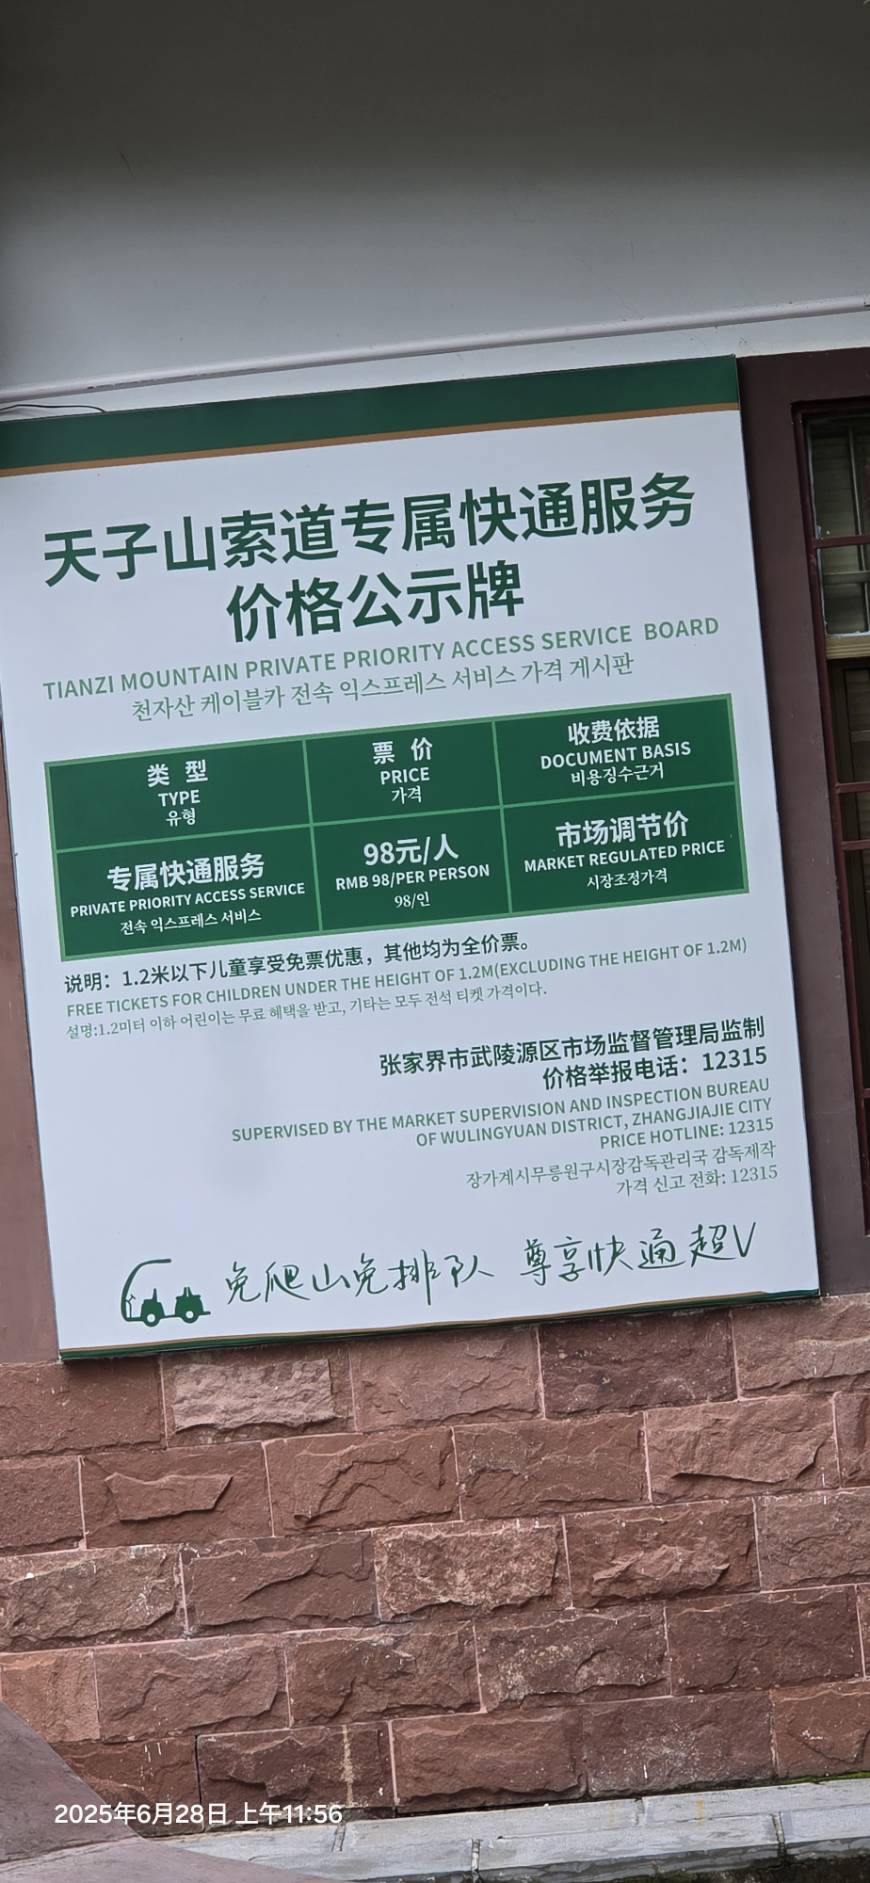 天子山索道专属快通服务
价格公示牌
TIANZI MOUNTAIN PRIVATE PRIORITY ACCESS SERVICE BOARD
천자산 케이블카 전속 익스프레스 서비스 가격 게시판
类型
TYPE
유형
票价
PRICE
가격
收费依据
DOCUMENT BASIS
비용징수근거
专属快通服务
PRIVATE PRIORITY ACCESS SERVICE
전속 익스프레스 서비스
98元/人
RMB 98/PER PERSON
98/인
市场调节价
MARKET REGULATED PRICE
시장조정가격
说明：1.2米以下儿童享受免票优惠，其他均为全价票。
FREE TICKETS FOR CHILDREN UNDER THE HEIGHT OF 1.2M(EXCLUDING THE HEIGHT OF 1.2M)
설명:1.2미터 이하 어린이는 무료 혜택을 받고, 기타는 모두 전석 티켓 가격이다.
张家界市武陵源区市场监督管理局监制
价格举报电话：12315
SUPERVISED BY THE MARKET SUPERVISION AND INSPECTION BUREAU
OF WULINGYUAN DISTRICT, ZHANGJIAJIE CITY
PRICE HOTLINE: 12315
장가계시무릉원구시장감독관리국 감독제작
가격 신고 전화: 12315
免爬山免排队 尊享快通超V
2025年6月28日 上午11:56